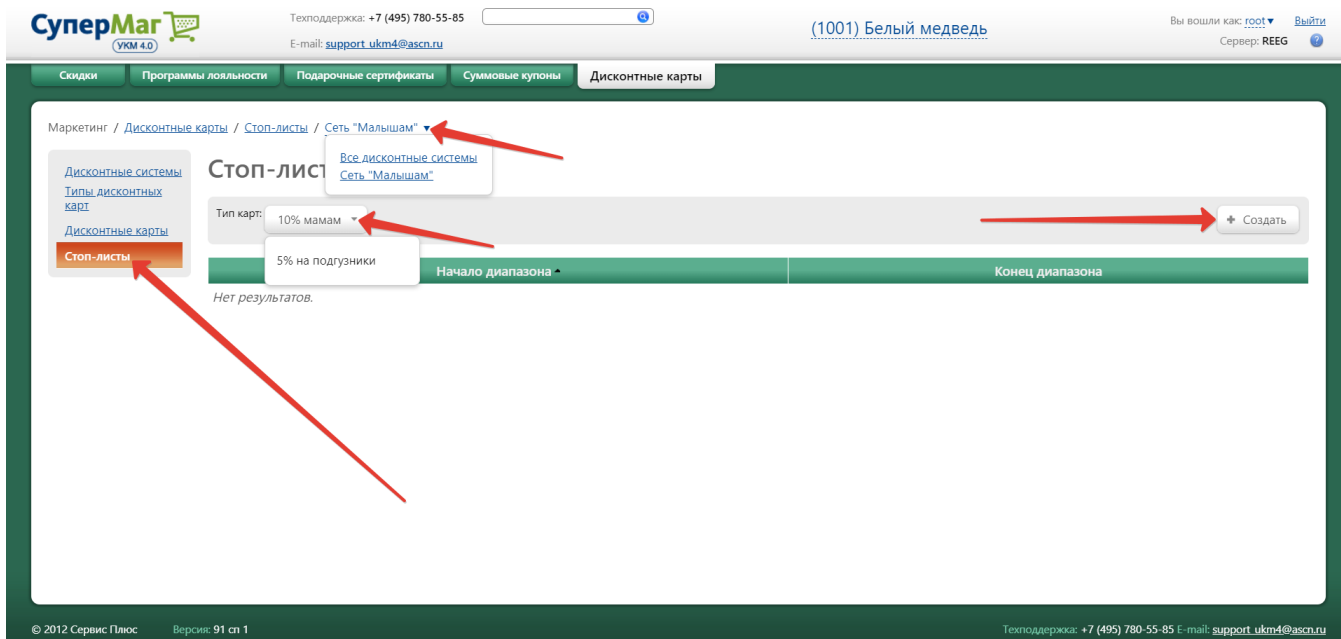 СуперМаг
УКМ 4.0
Техподдержка: +7 (495) 780-55-85
E-mail: support_ukm4@ascn.ru
(1001) Белый медведь
Вы вошли как: root▼ Выйти
Сервер: REEG ?
Скидки Программы лояльности Подарочные сертификаты Суммовые купоны Дисконтные карты
Маркетинг / Дисконтные карты / Стоп-листы / Сеть "Малышам" ▼
Все дисконтные системы
Сеть "Малышам"
Дисконтные системы
Типы дисконтных
карт
Дисконтные карты
Стоп-листы
Стоп-лист
Тип карт: 10% мамам
+ Создать
5% на подгузники
Начало диапазона Конец диапазона
Нет результатов.
© 2012 Сервис Плюс Версия: 91 сп 1 Техподдержка: +7 (495) 780-55-85 E-mail: support_ukm4@ascn.ru